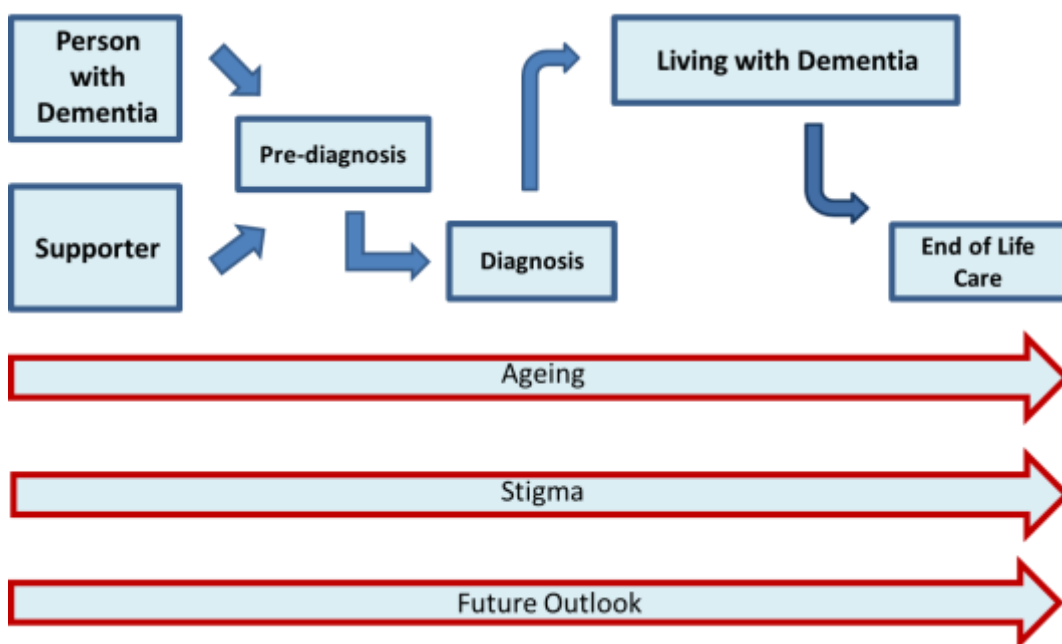 Person
with
Dementia
Supporter
Pre-diagnosis
Diagnosis
Living with Dementia
End of Life
Care
Ageing
Stigma
Future Outlook